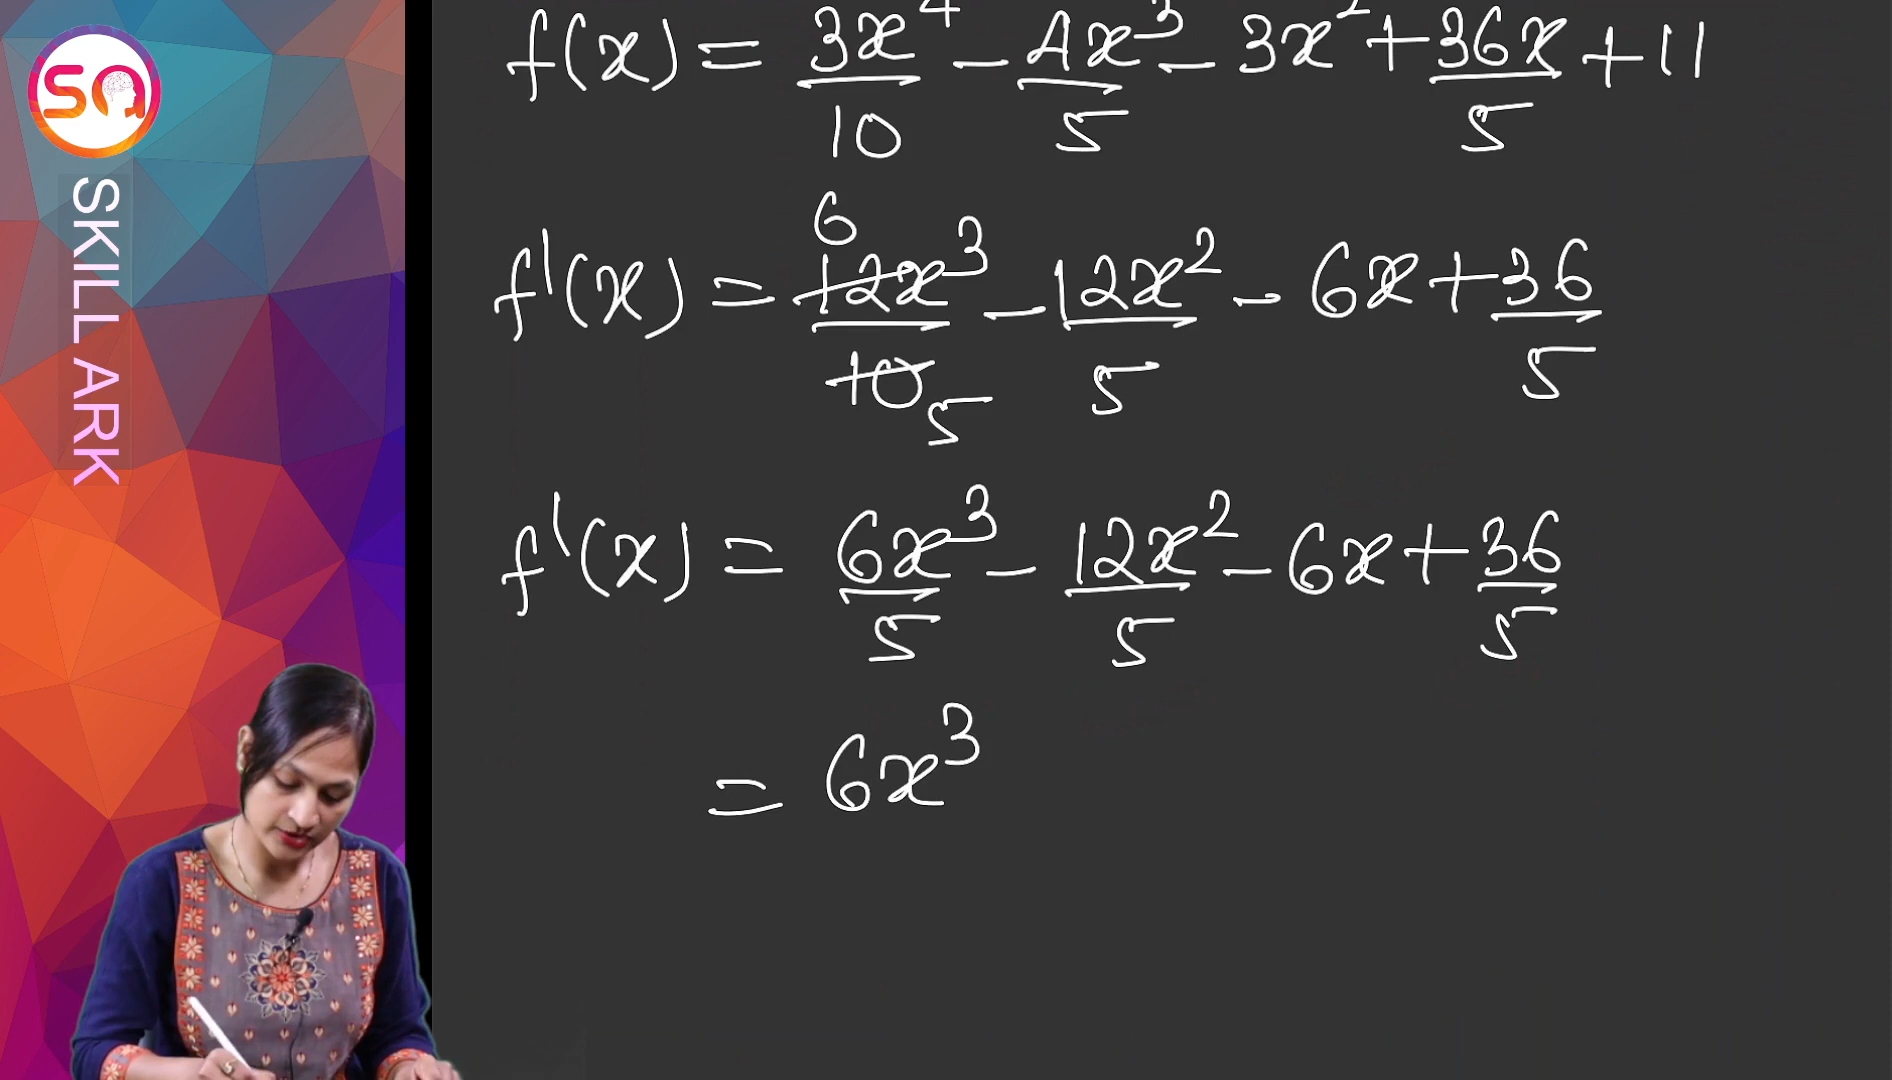 SKILL ARK
f(x) = 3x⁴/10 - 4x³/5 - 3x² + 36x/5 + 11
6
f'(x) = 12x³/10 - 12x²/5 - 6x + 36/5
5
f'(x) = 6x³/5 - 12x²/5 - 6x + 36/5
= 6x³